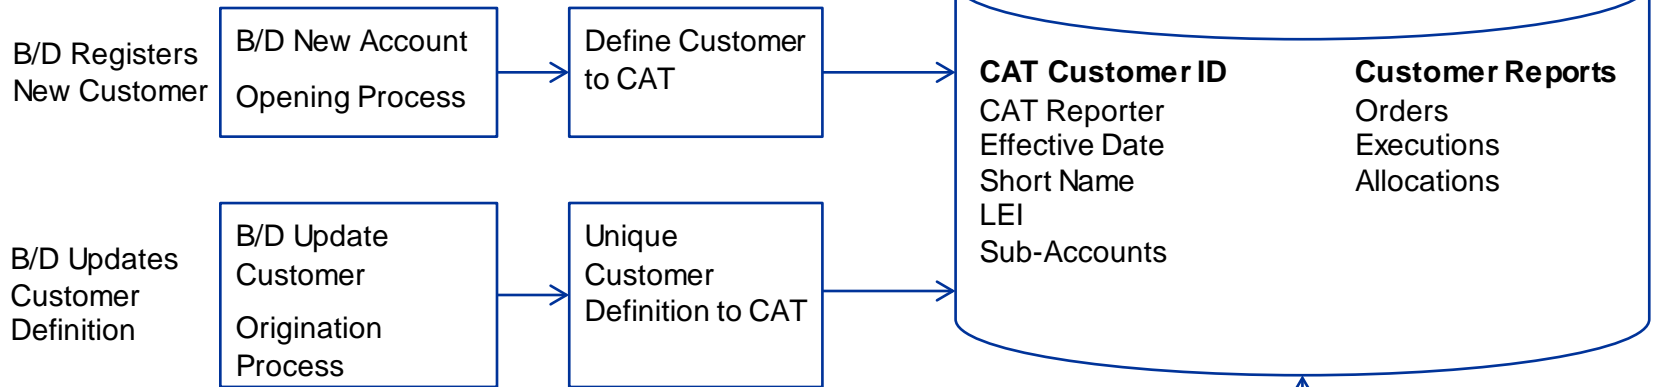 B/D Registers
New Customer
B/D New Account
Opening Process
Define Customer
to CAT
CAT Customer ID
CAT Reporter
Effective Date
Short Name
LEI
Sub-Accounts
Customer Reports
Orders
Executions
Allocations
B/D Updates
Customer
Definition
B/D Update
Customer
Origination
Process
Unique
Customer
Definition to CAT